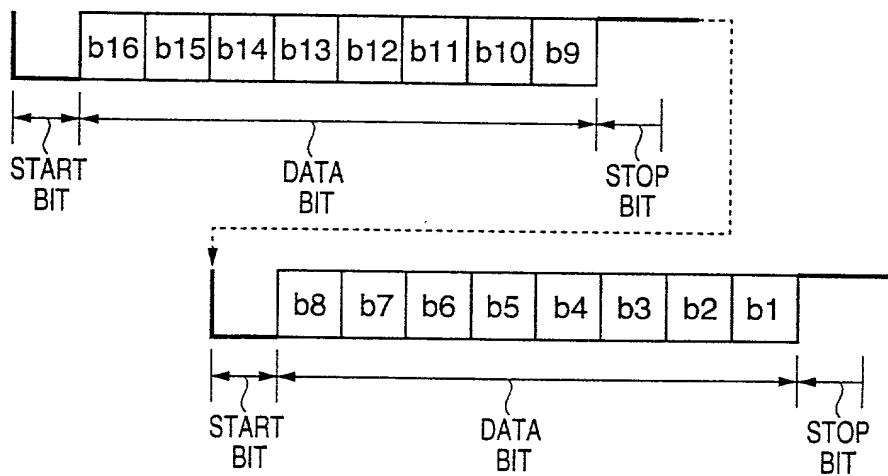 b16 b15 b14 b13 b12 b11 b10 b9
START BIT
DATA BIT
STOP BIT
b8 b7 b6 b5 b4 b3 b2 b1
START BIT
DATA BIT
STOP BIT